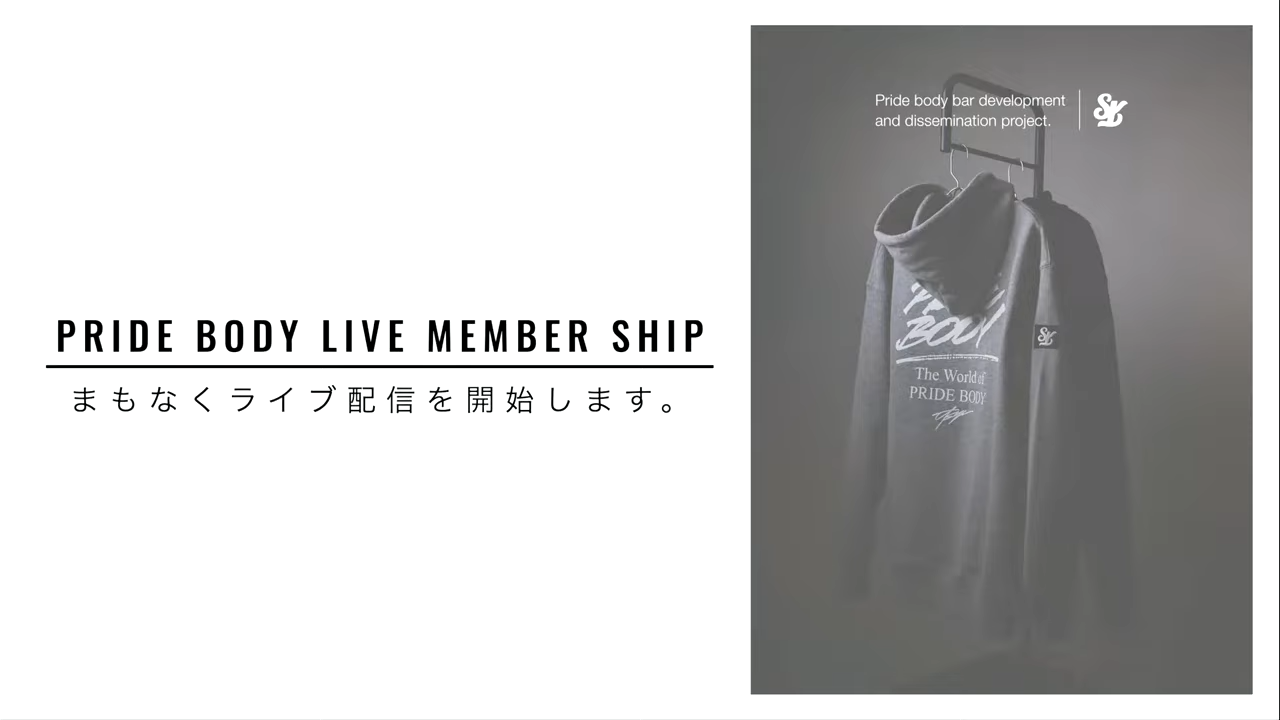 PRIDE BODY LIVE MEMBER SHIP
まもなくライブ配信を開始します。
Pride body bar development
and dissemination project.
BODY
The World of
PRIDE BODY